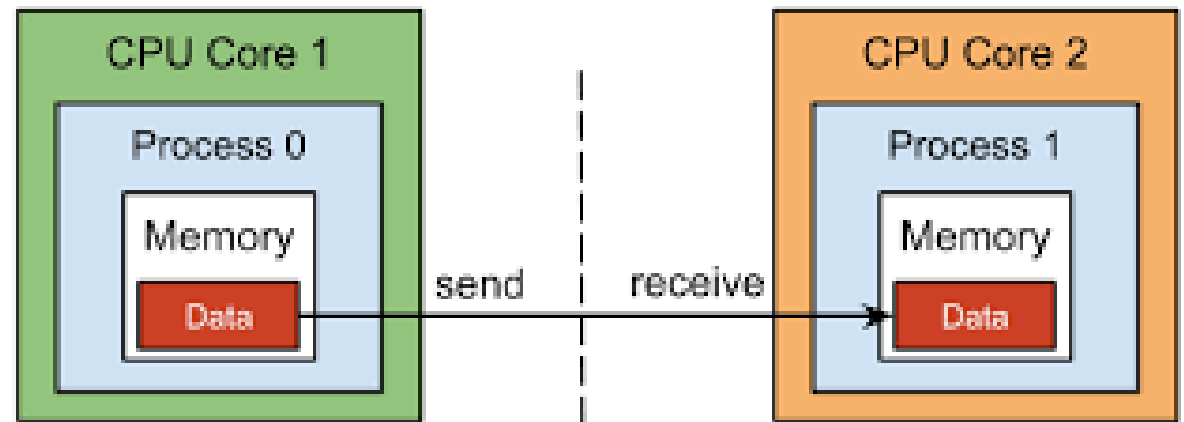 CPU Core 1
Process 0
Memory
Data
send
receive
CPU Core 2
Process 1
Memory
Data